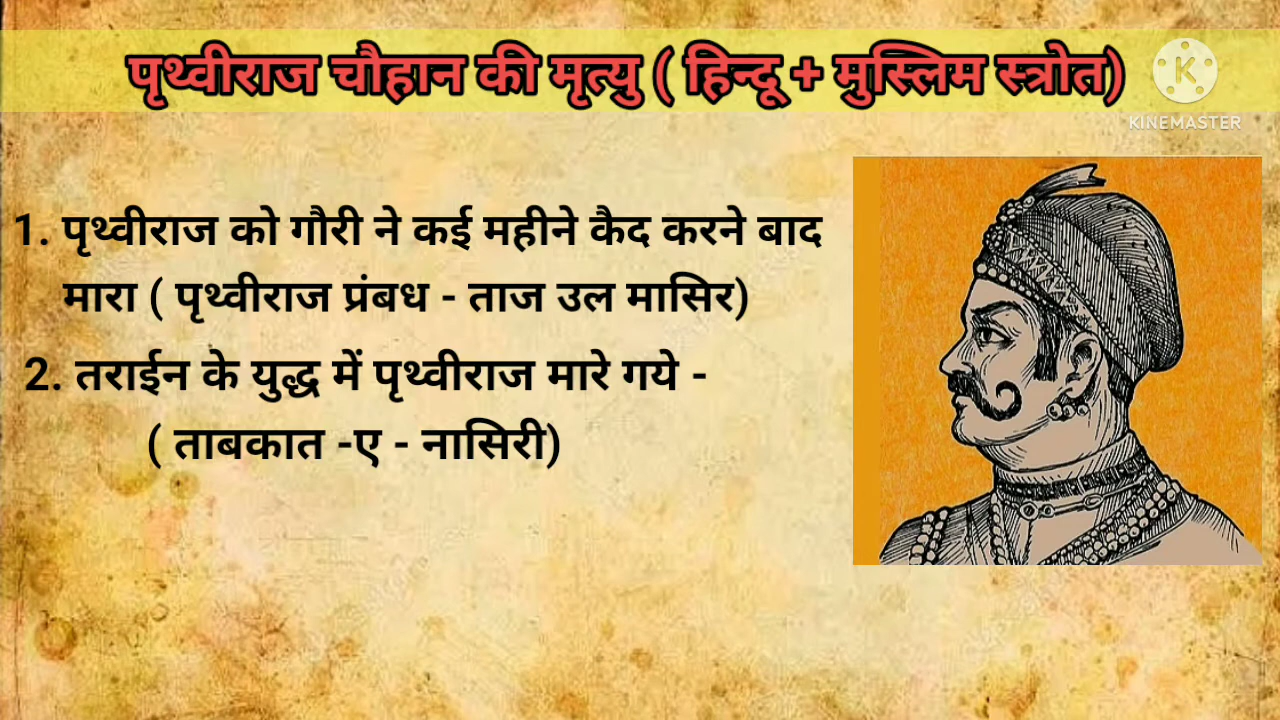 पृथ्वीराज चौहान की मृत्यु ( हिन्दू + मुस्लिम स्त्रोत)
K
KINEMASTER
1. पृथ्वीराज को गौरी ने कई महीने कैद करने बाद
मारा ( पृथ्वीराज प्रंबध - ताज उल मासिर)
2. तराईन के युद्ध में पृथ्वीराज मारे गये -
( ताबकात -ए - नासिरी)